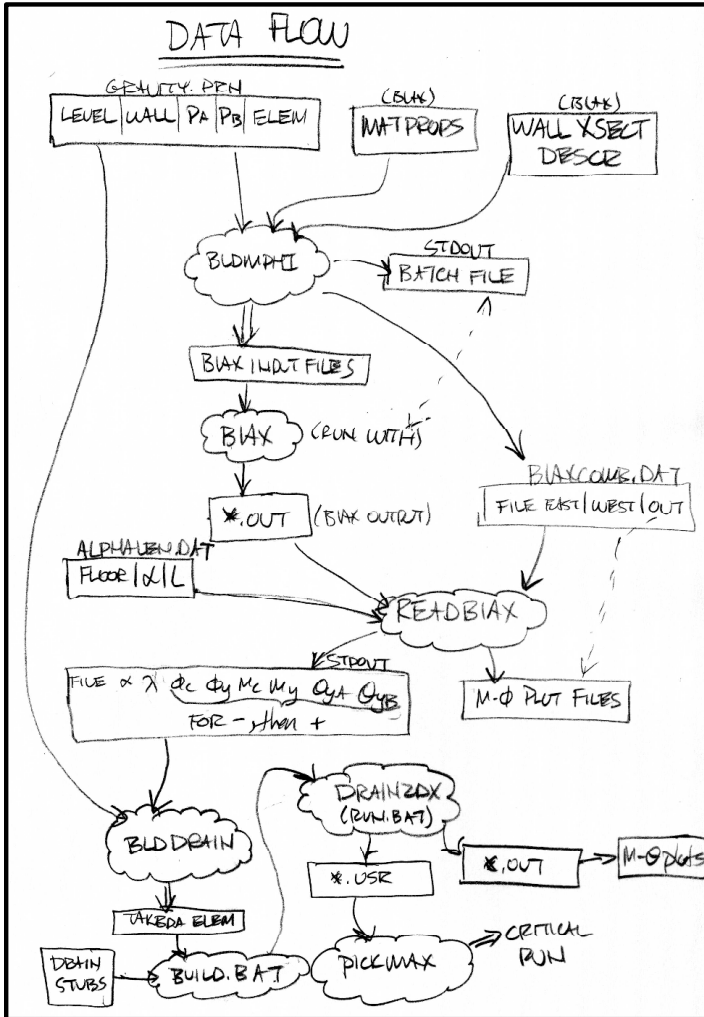 DATA FLOW
GRAVITY.PRN
LEVEL | WALL | PA | PB | ELEM
(BIAX)
MAT PROPS
(BIAX)
WALL XSECT
DESCR
BLDMPHI
STDOUT
BATCH FILE
BIAX INPUT FILES
BIAX
(RUN WITH)
BIAXCOMB.DAT
FILE EAST | WEST | OUT
*.OUT
(BIAX OUTPUT)
ALPHALEN.DAT
FLOOR | α | L
READBIAX
STDOUT
FILE α λ ϕc ϕy Mc My θyA θyB
FOR -, then +
M-ϕ PLOT FILES
DRAIN2DX
(RUN.BAT)
BLDDRAIN
*.USR
*.OUT
M-θ plots
TAKEDA ELEM
DRAIN
STUBS
BUILD.BAT
PICKMAX
CRITICAL
RUN